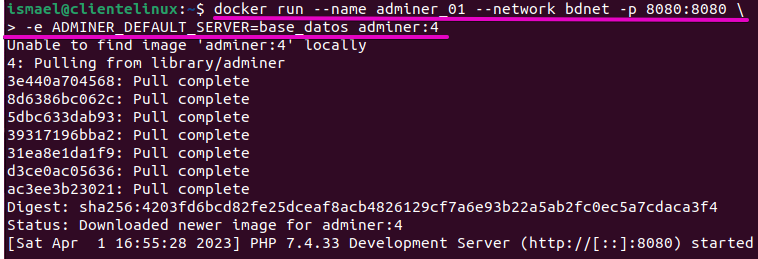 ismael@clientelinux:~$ docker run --name adminer_01 --network bdnet -p 8080:8080 \
> -e ADMINER_DEFAULT_SERVER=base_datos adminer:4
Unable to find image 'adminer:4' locally
4: Pulling from library/adminer
3e440a704568: Pull complete
8d6386bc062c: Pull complete
5dbc633dab93: Pull complete
39317196bba2: Pull complete
31ea8e1da1f9: Pull complete
d3ce0ac05636: Pull complete
ac3ee3b23021: Pull complete
Digest: sha256:4203fd6bcd82fe25dceaf8acb4826129cf7a6e93b22a5ab2fc0ec5a7cdaca3f4
Status: Downloaded newer image for adminer:4
[Sat Apr  1 16:55:28 2023] PHP 7.4.33 Development Server (http://[::]:8080) started